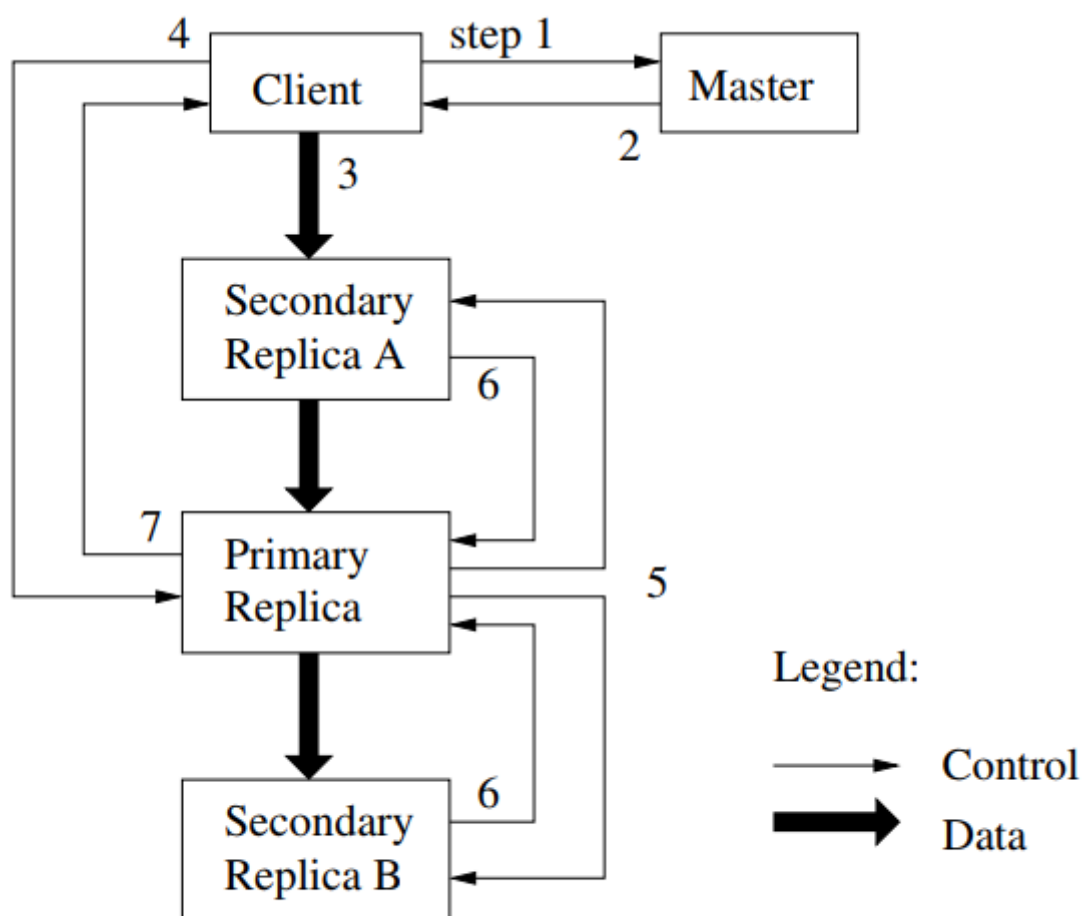 4
step 1
Client
Master
2
3
Secondary
Replica A
6
7
Primary
Replica
5
Legend:
Control
6
Secondary
Replica B
Data